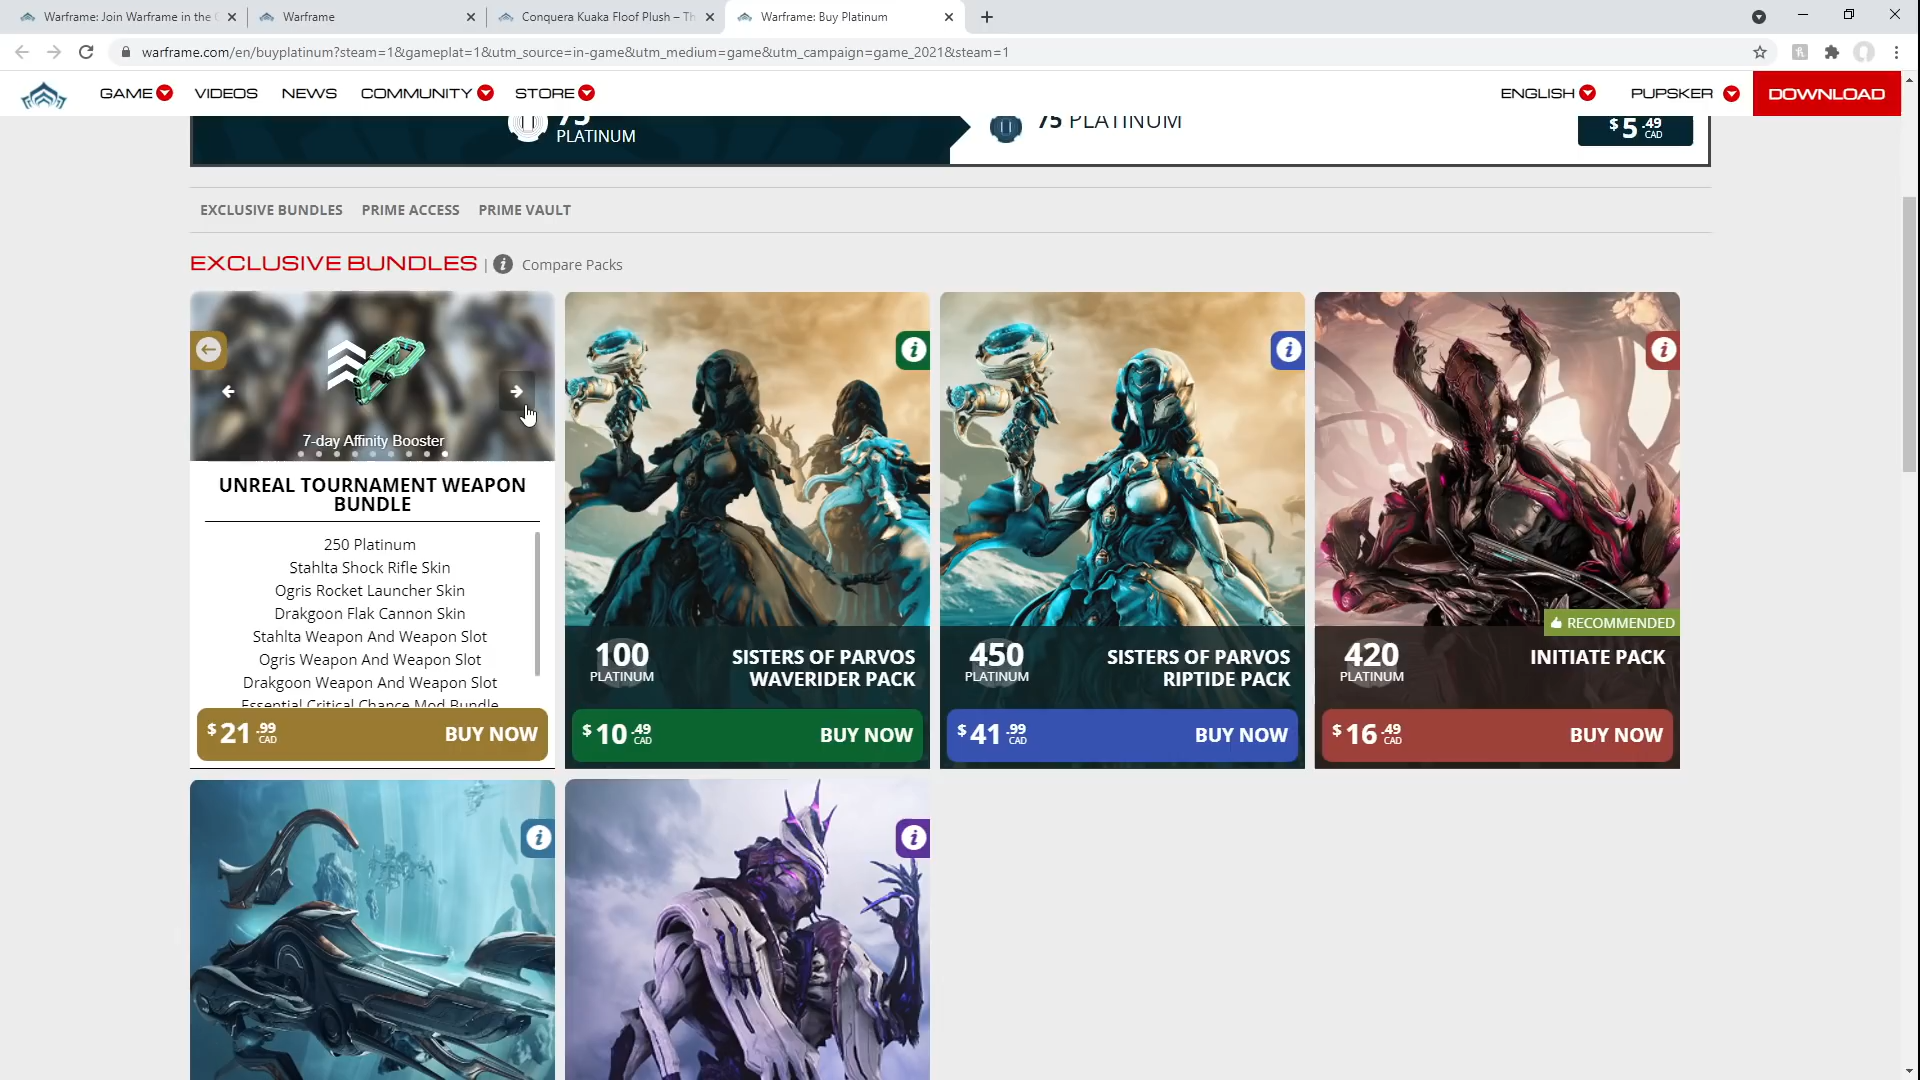 Warframe: Join Warframe in the
Warframe
Conquera Kuaka Floof Plush – Th
Warframe: Buy Platinum
warframe.com/en/buyplatinum?steam=1&gameplat=1&utm_source=in-game&utm_medium=game&utm_campaign=game_2021&steam=1
GAME
VIDEOS
NEWS
COMMUNITY
STORE
ENGLISH
PUPSKER
DOWNLOAD
75
PLATINUM
75 PLATINUM
$ 5 .49
CAD
EXCLUSIVE BUNDLES
PRIME ACCESS
PRIME VAULT
EXCLUSIVE BUNDLES | i Compare Packs
7-day Affinity Booster
UNREAL TOURNAMENT WEAPON
BUNDLE
250 Platinum
Stahlta Shock Rifle Skin
Ogris Rocket Launcher Skin
Drakgoon Flak Cannon Skin
Stahlta Weapon And Weapon Slot
Ogris Weapon And Weapon Slot
Drakgoon Weapon And Weapon Slot
Essential Critical Chance Mod Bundle
$ 21 .99
CAD
BUY NOW
i
100
PLATINUM
SISTERS OF PARVOS
WAVERIDER PACK
$ 10 .49
CAD
BUY NOW
i
450
PLATINUM
SISTERS OF PARVOS
RIPTIDE PACK
$ 41 .99
CAD
BUY NOW
i
RECOMMENDED
420
PLATINUM
INITIATE PACK
$ 16 .49
CAD
BUY NOW
i
i